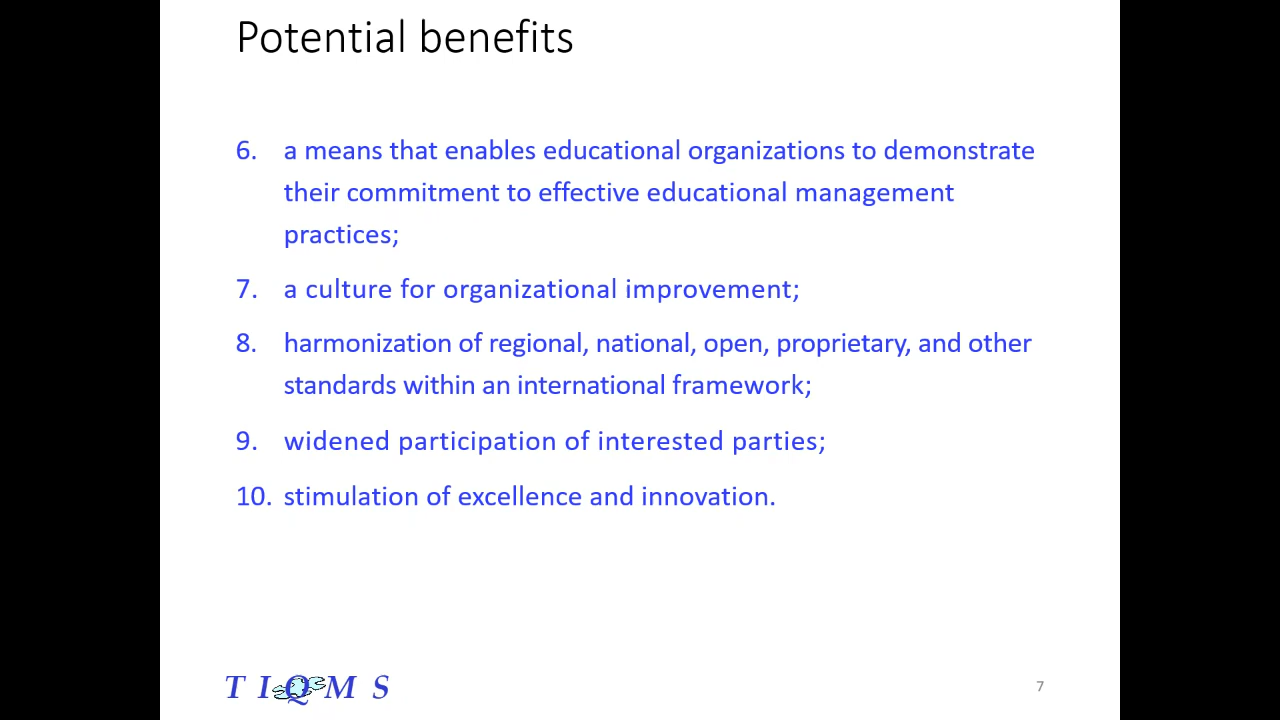 Potential benefits
6. a means that enables educational organizations to demonstrate
their commitment to effective educational management
practices;
7. a culture for organizational improvement;
8. harmonization of regional, national, open, proprietary, and other
standards within an international framework;
9. widened participation of interested parties;
10. stimulation of excellence and innovation.
T I Q M S
7